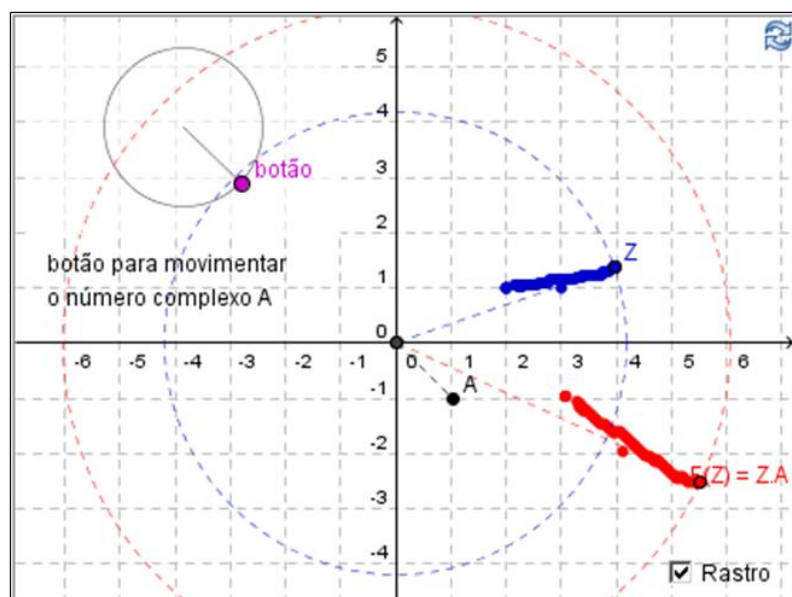 5
4
botão
3
2
Z
botão para movimentar
o número complexo A
1
0
-6 -5 -4 -3 -2 -1 0 1 2 3 4 5 6
A
-1
-2
F(Z) = Z.A
-3
-4
Rastro